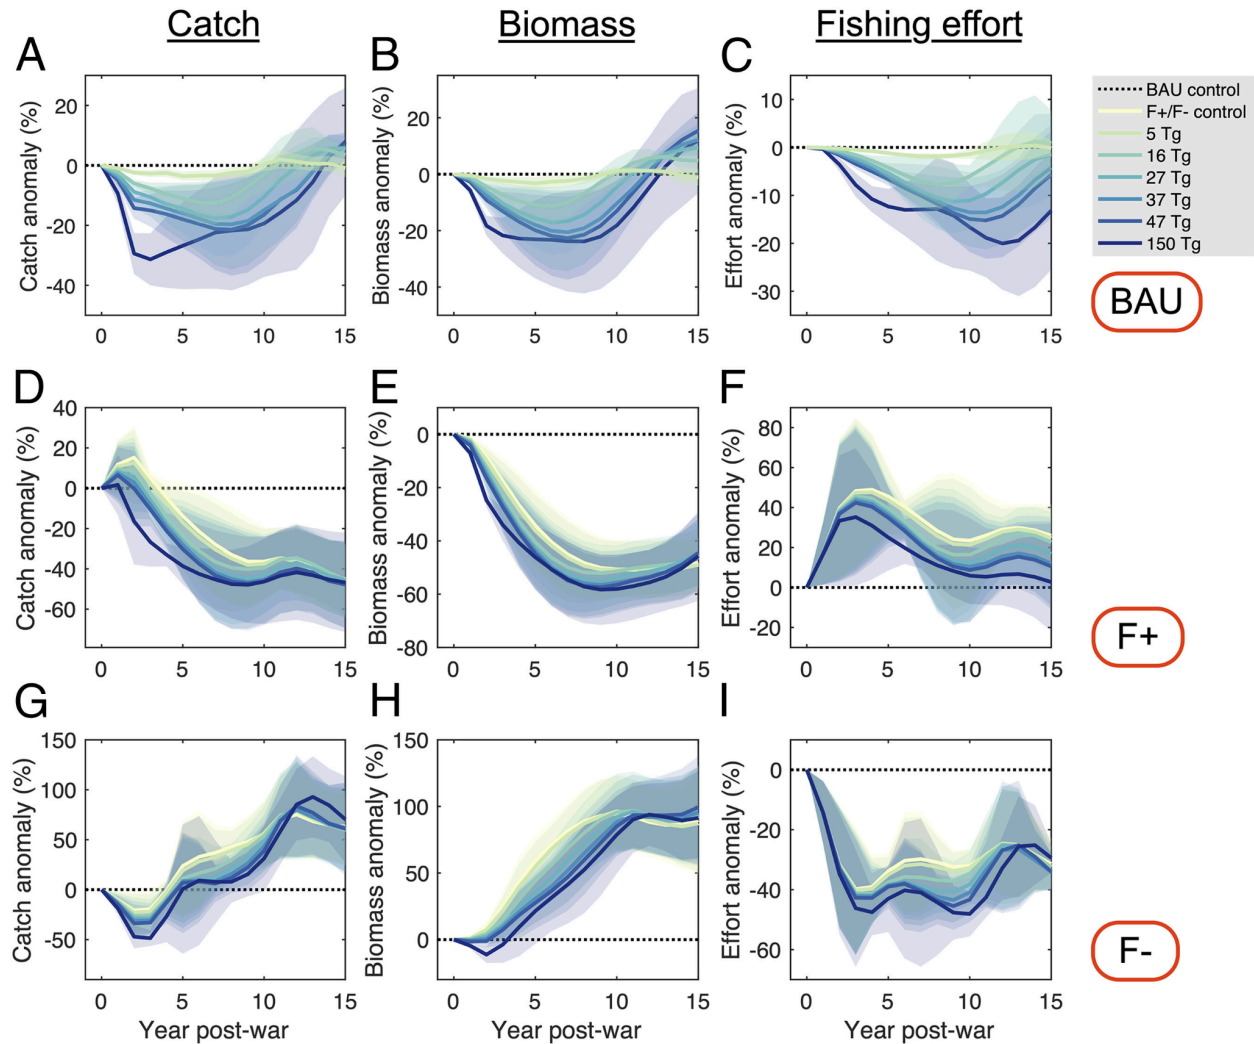 Catch
Biomass
Fishing effort
A
B
C
Catch anomaly (%)
20
0
-20
-40
0
5
10
15
Biomass anomaly (%)
20
0
-20
-40
0
5
10
15
Effort anomaly (%)
10
0
-10
-20
-30
0
5
10
15
BAU control
F+/F- control
5 Tg
16 Tg
27 Tg
37 Tg
47 Tg
150 Tg
BAU
D
E
F
Catch anomaly (%)
40
20
0
-20
-40
-60
0
5
10
15
Biomass anomaly (%)
0
-20
-40
-60
-80
0
5
10
15
Effort anomaly (%)
80
60
40
20
0
-20
0
5
10
15
F+
G
H
I
Catch anomaly (%)
150
100
50
0
-50
0
5
10
15
Year post-war
Biomass anomaly (%)
150
100
50
0
0
5
10
15
Year post-war
Effort anomaly (%)
0
-20
-40
-60
0
5
10
15
Year post-war
F-